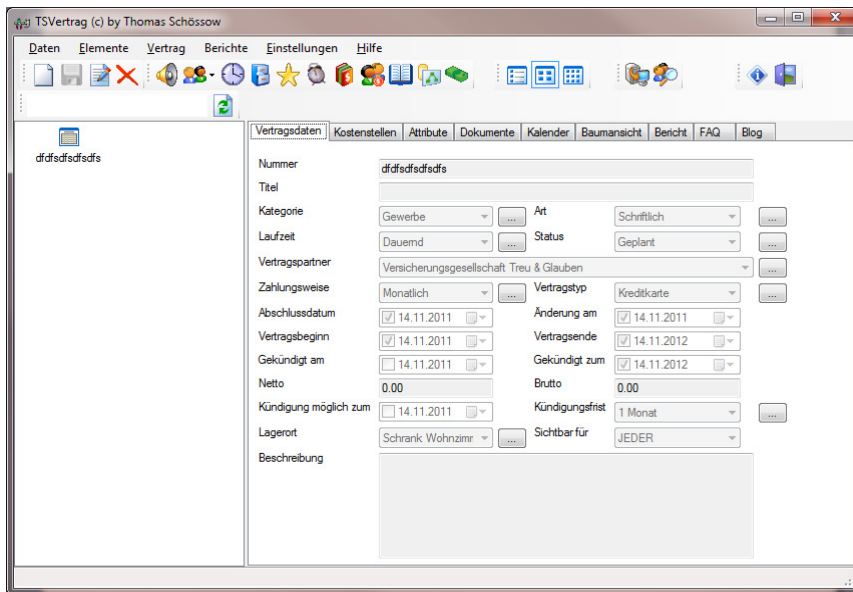 TSVertrag (c) by Thomas Schössow
Daten Elemente Vertrag Berichte Einstellungen Hilfe
dfdfsdfsdfsdfs
Vertragsdaten Kostenstellen Attribute Dokumente Kalender Baumansicht Bericht FAQ Blog
Nummer dfdfsdfsdfsdfs
Titel
Kategorie Gewerbe ... Art Schriftlich ...
Laufzeit Dauernd ... Status Geplant ...
Vertragspartner Versicherungsgesellschaft Treu & Glauben ...
Zahlungsweise Monatlich ... Vertragstyp Kreditkarte ...
Abschlussdatum 14.11.2011 Änderung am 14.11.2011
Vertragsbeginn 14.11.2011 Vertragsende 14.11.2012
Gekündigt am 14.11.2011 Gekündigt zum 14.11.2012
Netto 0.00 Brutto 0.00
Kündigung möglich zum 14.11.2011 Kündigungsfrist 1 Monat ...
Lagerort Schrank Wohnzimr ... Sichtbar für JEDER
Beschreibung